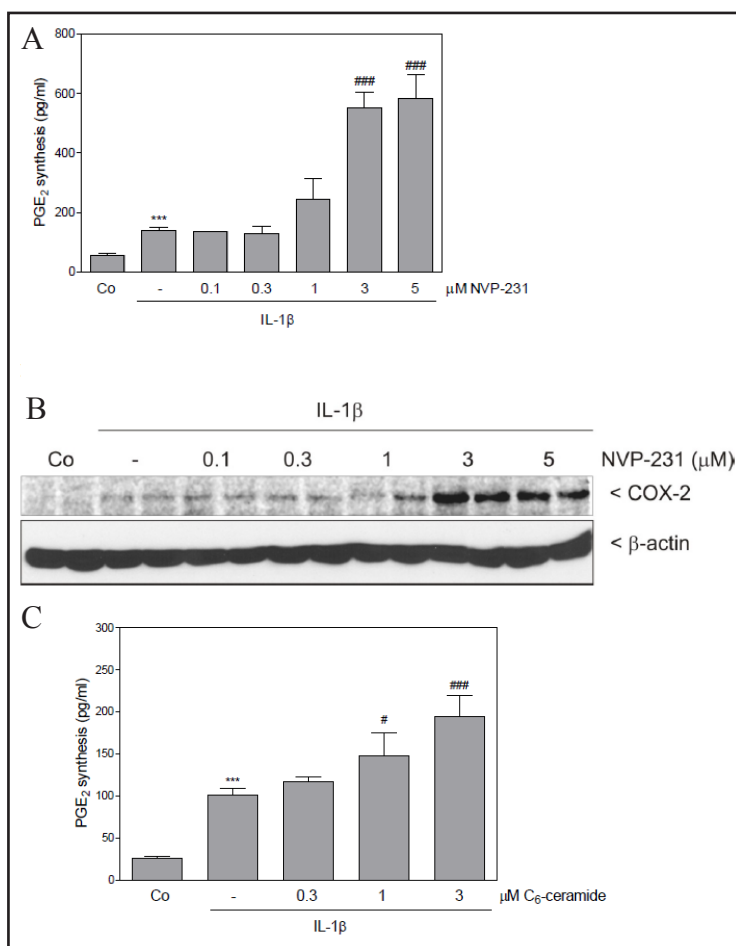 A
PGE₂ synthesis (pg/ml)
800
600
400
200
0
***
###
###
Co - 0.1 0.3 1 3 5 μM NVP-231
IL-1β
B
IL-1β
Co - 0.1 0.3 1 3 5 NVP-231 (μM)
< COX-2
< β-actin
C
PGE₂ synthesis (pg/ml)
300
250
200
150
100
50
0
***
#
###
Co - 0.3 1 3 μM C₆-ceramide
IL-1β